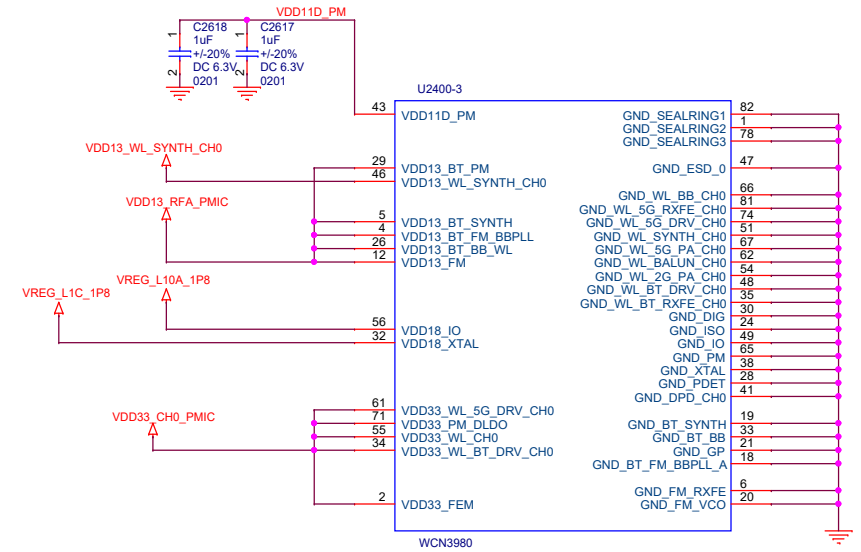 VDD11D_PM
C2618
1uF
+/-20%
DC 6.3V
0201
1
2
C2617
1uF
+/-20%
DC 6.3V
0201
1
2
U2400-3
43 VDD11D_PM
VDD13_WL_SYNTH_CH0
29 VDD13_BT_PM
46 VDD13_WL_SYNTH_CH0
VDD13_RFA_PMIC
5 VDD13_BT_SYNTH
4 VDD13_BT_FM_BBPLL
26 VDD13_BT_BB_WL
12 VDD13_FM
VREG_L10A_1P8
VREG_L1C_1P8
56 VDD18_IO
32 VDD18_XTAL
VDD33_CH0_PMIC
61 VDD33_WL_5G_DRV_CH0
71 VDD33_PM_DLDO
55 VDD33_WL_CH0
34 VDD33_WL_BT_DRV_CH0
2 VDD33_FEM
GND_SEALRING1 82
GND_SEALRING2 1
GND_SEALRING3 78
GND_ESD_0 47
GND_WL_BB_CH0 66
GND_WL_5G_RXFE_CH0 81
GND_WL_5G_DRV_CH0 74
GND_WL_SYNTH_CH0 51
GND_WL_5G_PA_CH0 67
GND_WL_BALUN_CH0 62
GND_WL_2G_PA_CH0 54
GND_WL_BT_DRV_CH0 48
GND_WL_BT_RXFE_CH0 35
GND_DIG 30
GND_ISO 24
GND_IO 49
GND_PM 65
GND_XTAL 38
GND_PDET 28
GND_DPD_CH0 41
GND_BT_SYNTH 19
GND_BT_BB 33
GND_GP 21
GND_BT_FM_BBPLL_A 18
GND_FM_RXFE 6
GND_FM_VCO 20
WCN3980